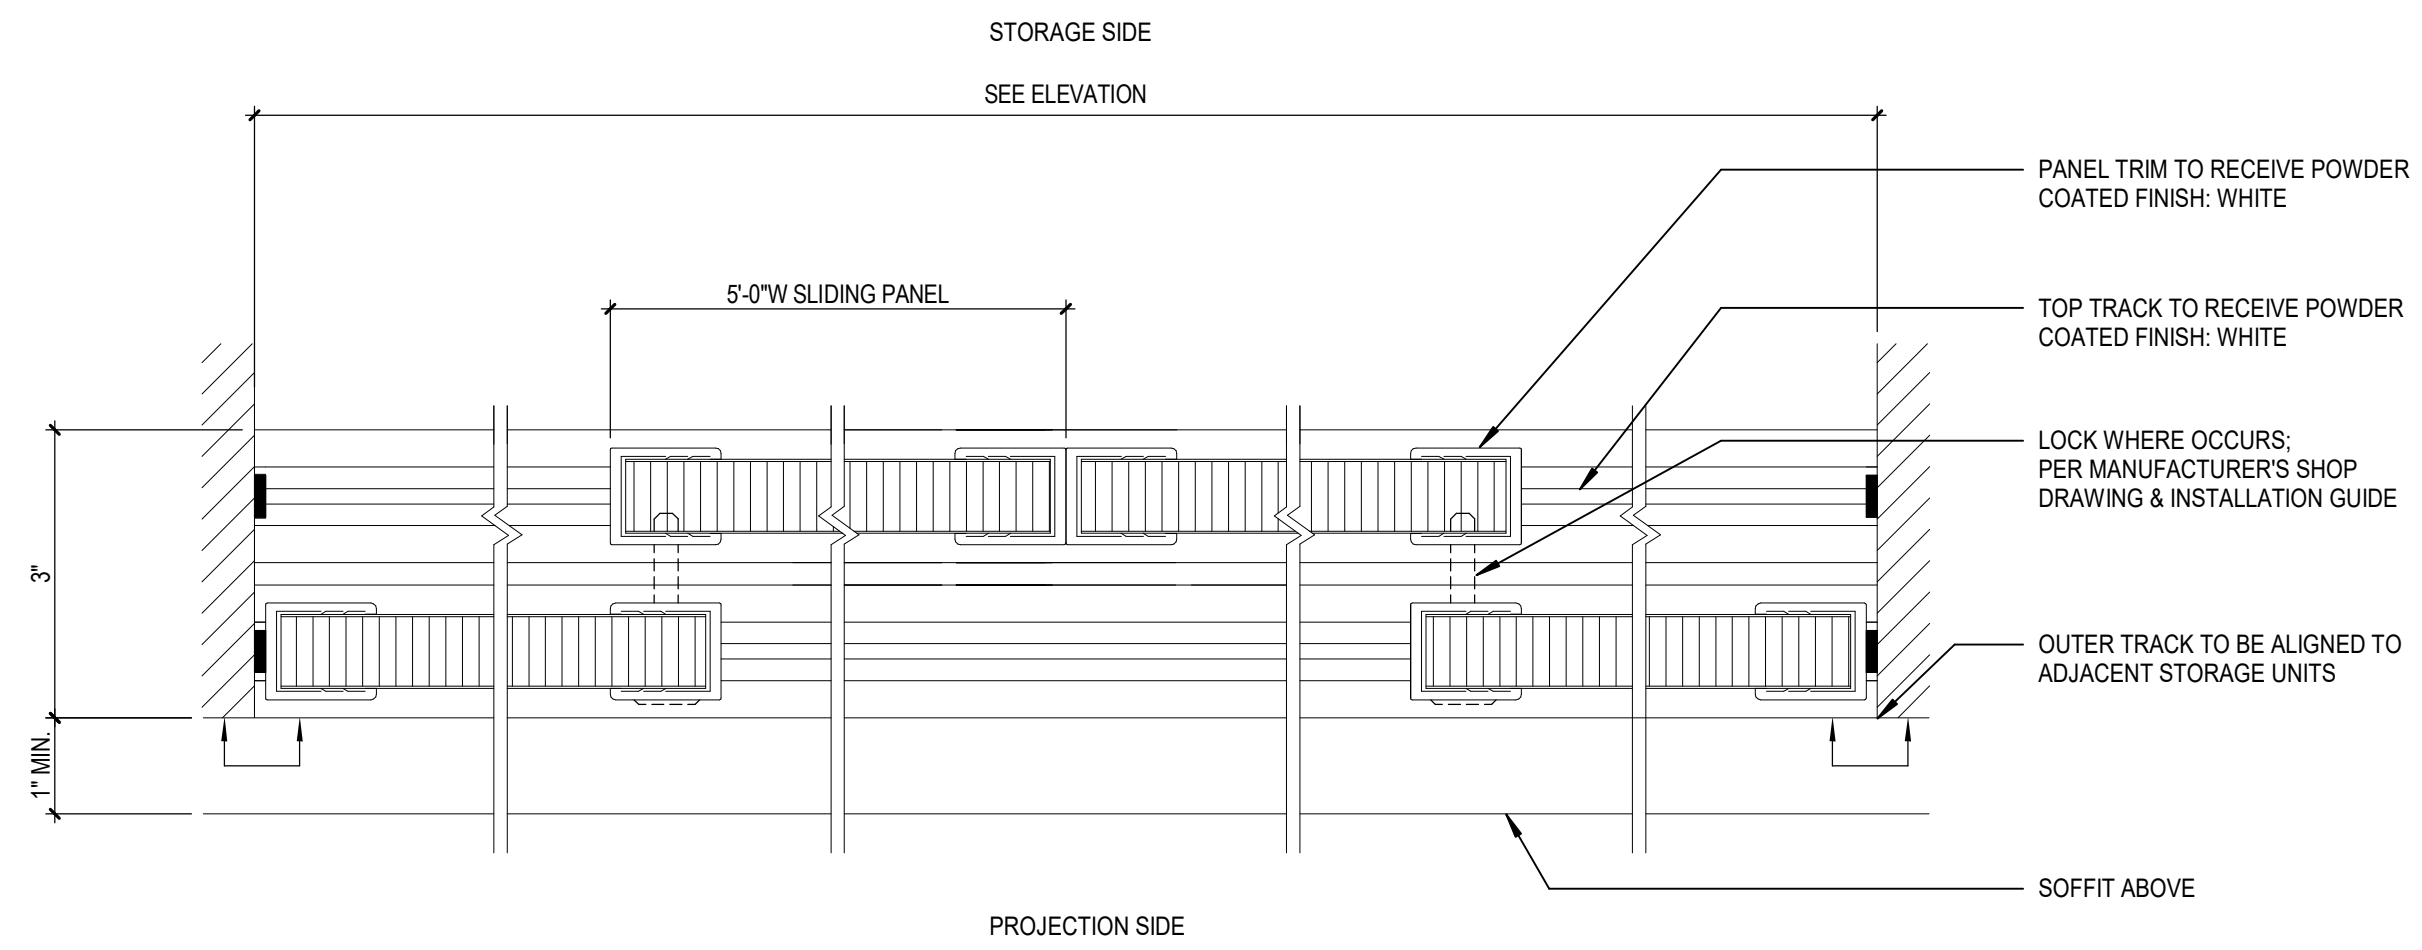 STORAGE SIDE
SEE ELEVATION
PANEL TRIM TO RECEIVE POWDER
COATED FINISH: WHITE
5'-0"W SLIDING PANEL
TOP TRACK TO RECEIVE POWDER
COATED FINISH: WHITE
LOCK WHERE OCCURS;
PER MANUFACTURER'S SHOP
DRAWING & INSTALLATION GUIDE
3"
OUTER TRACK TO BE ALIGNED TO
ADJACENT STORAGE UNITS
1" MIN.
SOFFIT ABOVE
PROJECTION SIDE